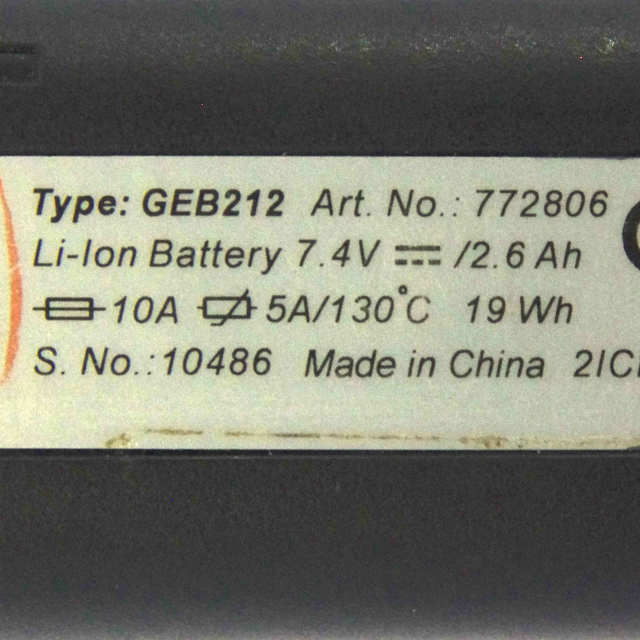 Type: GEB212 Art. No.: 772806
Li-Ion Battery 7.4V ⎓ /2.6 Ah
10A 5A/130°C 19 Wh
S. No.:10486 Made in China